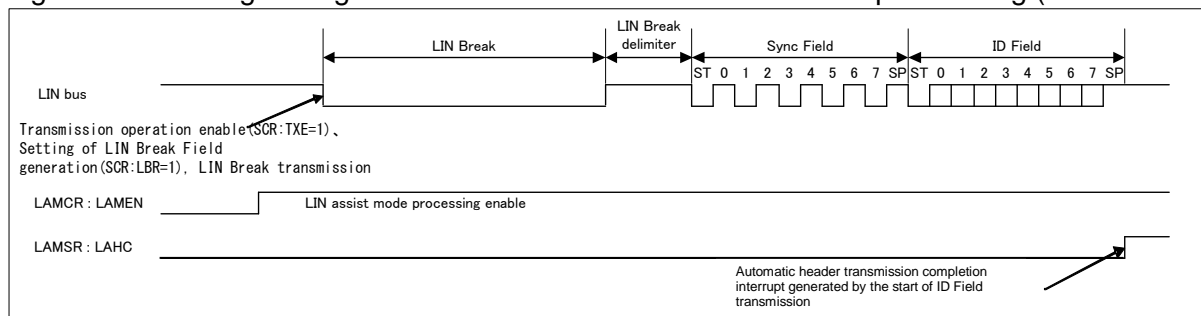 LIN Break
LIN Break
delimiter
Sync Field
ID Field
ST 0 1 2 3 4 5 6 7 SP ST 0 1 2 3 4 5 6 7 SP
LIN bus
Transmission operation enable(SCR:TXE=1)、
Setting of LIN Break Field
generation(SCR:LBR=1), LIN Break transmission
LAMCR : LAMEN
LIN assist mode processing enable
LAMSR : LAHC
Automatic header transmission completion
interrupt generated by the start of ID Field
transmission